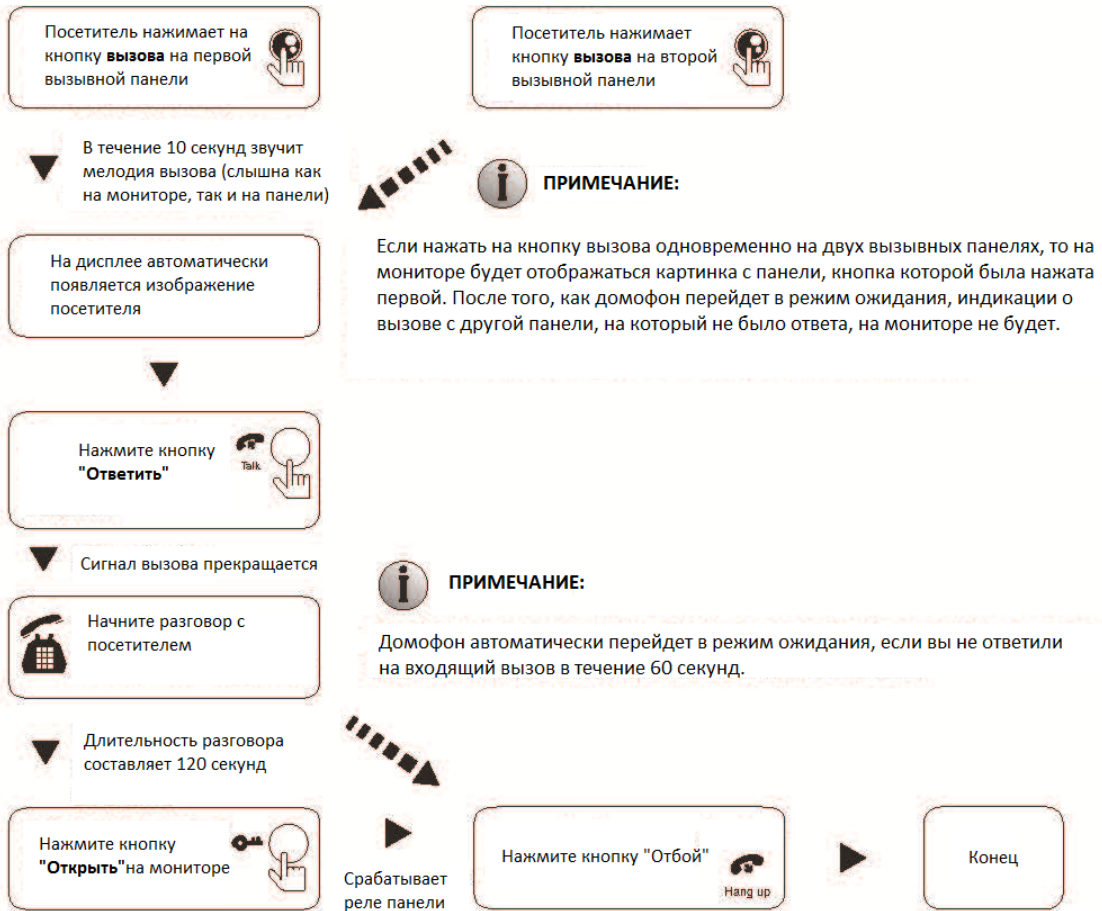 Посетитель нажимает на
кнопку вызова на первой
вызывной панели
Посетитель нажимает
кнопку вызова на второй
вызывной панели
В течение 10 секунд звучит
мелодия вызова (слышна как
на мониторе, так и на панели)
ПРИМЕЧАНИЕ:
Если нажать на кнопку вызова одновременно на двух вызывных панелях, то на
мониторе будет отображаться картинка с панели, кнопка которой была нажата
первой. После того, как домофон перейдет в режим ожидания, индикации о
вызове с другой панели, на который не было ответа, на мониторе не будет.
На дисплее автоматически
появляется изображение
посетителя
Нажмите кнопку
"Ответить"
Talk
Сигнал вызова прекращается
ПРИМЕЧАНИЕ:
Домофон автоматически перейдет в режим ожидания, если вы не ответили
на входящий вызов в течение 60 секунд.
Начните разговор с
посетителем
Длительность разговора
составляет 120 секунд
Нажмите кнопку
"Открыть"на мониторе
Срабатывает
реле панели
Нажмите кнопку "Отбой"
Hang up
Конец